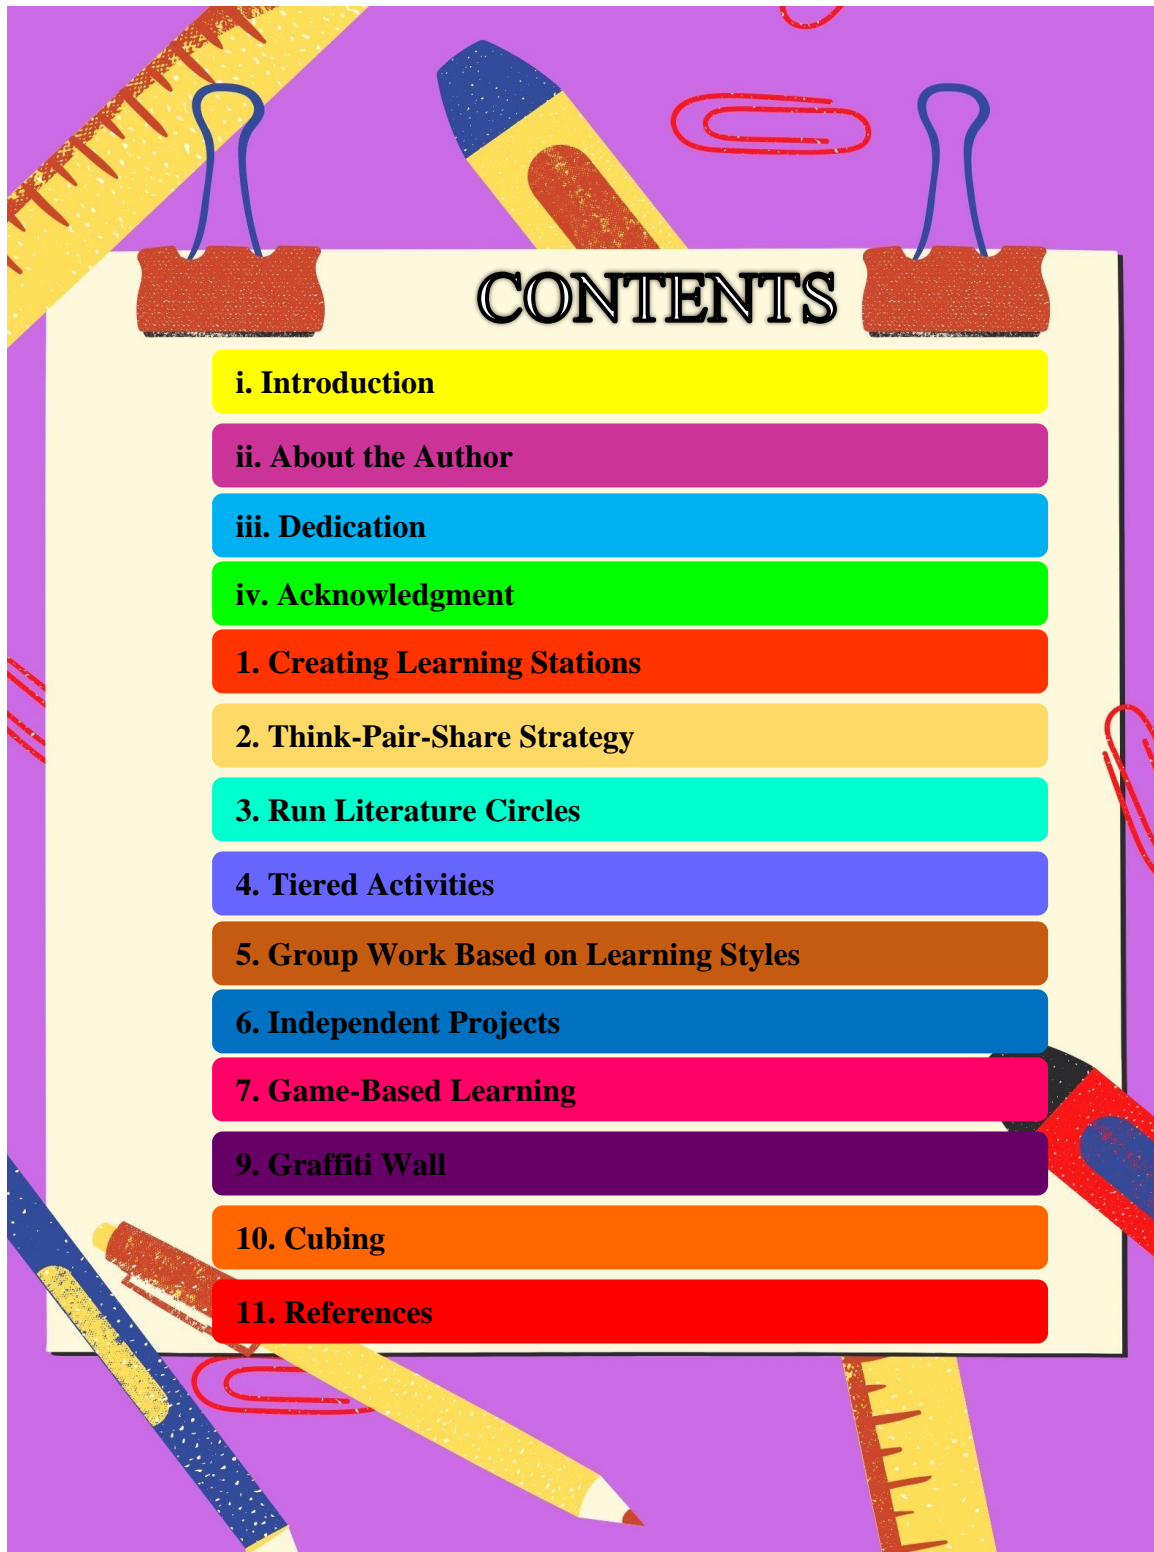 CONTENTS
i. Introduction
ii. About the Author
iii. Dedication
iv. Acknowledgment
1. Creating Learning Stations
2. Think-Pair-Share Strategy
3. Run Literature Circles
4. Tiered Activities
5. Group Work Based on Learning Styles
6. Independent Projects
7. Game-Based Learning
9. Graffiti Wall
10. Cubing
11. References